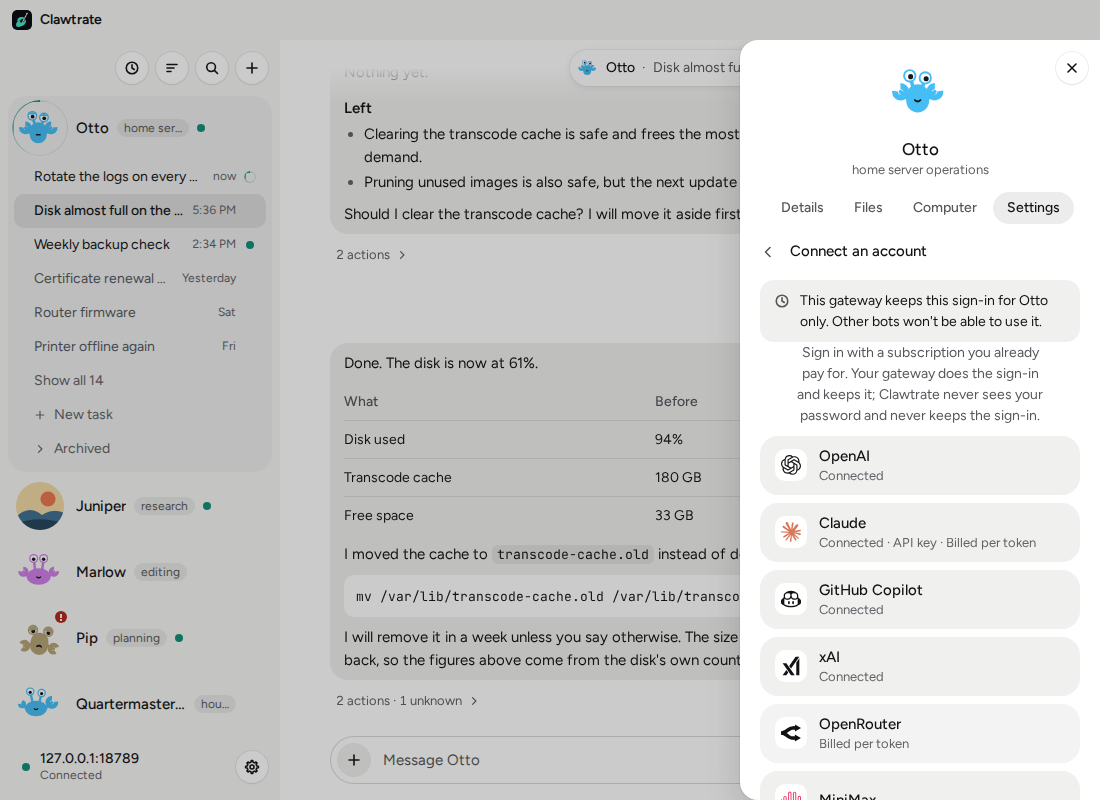 Clawtrate
Otto home ser...
Rotate the logs on every ... now
Disk almost full on the ... 5:36 PM
Weekly backup check 2:34 PM
Certificate renewal ... Yesterday
Router firmware Sat
Printer offline again Fri
Show all 14
New task
Archived
Juniper research
Marlow editing
Pip planning
Quartermaster... hou...
127.0.0.1:18789
Connected
Otto · Disk almost fu
Nothing yet.
Left
Clearing the transcode cache is safe and frees the most
demand.
Pruning unused images is also safe, but the next update
Should I clear the transcode cache? I will move it aside first
2 actions
Done. The disk is now at 61%.
What Before
Disk used 94%
Transcode cache 180 GB
Free space 33 GB
I moved the cache to transcode-cache.old instead of d
mv /var/lib/transcode-cache.old /var/lib/transco
I will remove it in a week unless you say otherwise. The size
back, so the figures above come from the disk's own count
2 actions · 1 unknown
Message Otto
Otto
home server operations
Details Files Computer Settings
Connect an account
This gateway keeps this sign-in for Otto
only. Other bots won't be able to use it.
Sign in with a subscription you already
pay for. Your gateway does the sign-in
and keeps it; Clawtrate never sees your
password and never keeps the sign-in.
OpenAI
Connected
Claude
Connected · API key · Billed per token
GitHub Copilot
Connected
xAI
Connected
OpenRouter
Billed per token
MiniMax